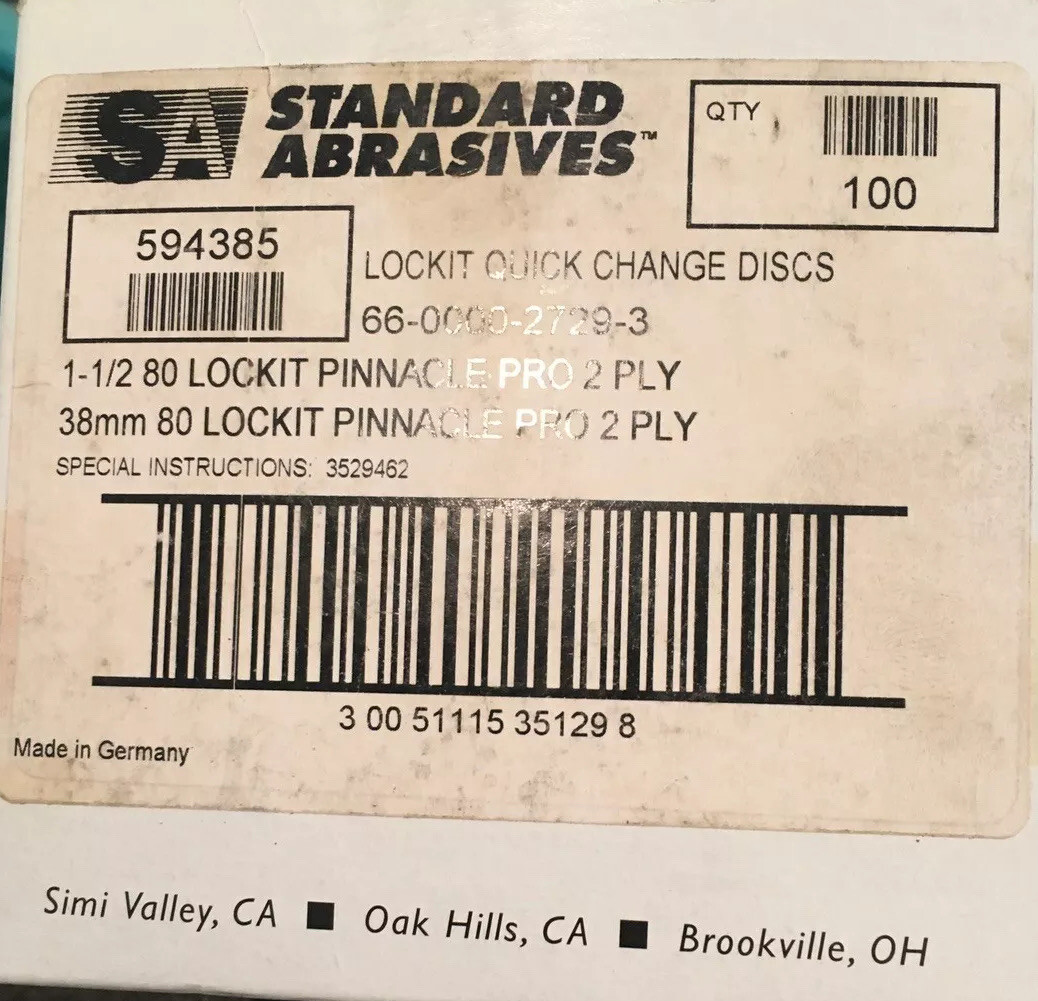 SA STANDARD ABRASIVES™
QTY
100
594385
LOCKIT QUICK CHANGE DISCS
66-0000-2729-3
1-1/2 80 LOCKIT PINNACLE PRO 2 PLY
38mm 80 LOCKIT PINNACLE PRO 2 PLY
SPECIAL INSTRUCTIONS: 3529462
3 00 51115 35129 8
Made in Germany
Simi Valley, CA ■ Oak Hills, CA ■ Brookville, OH